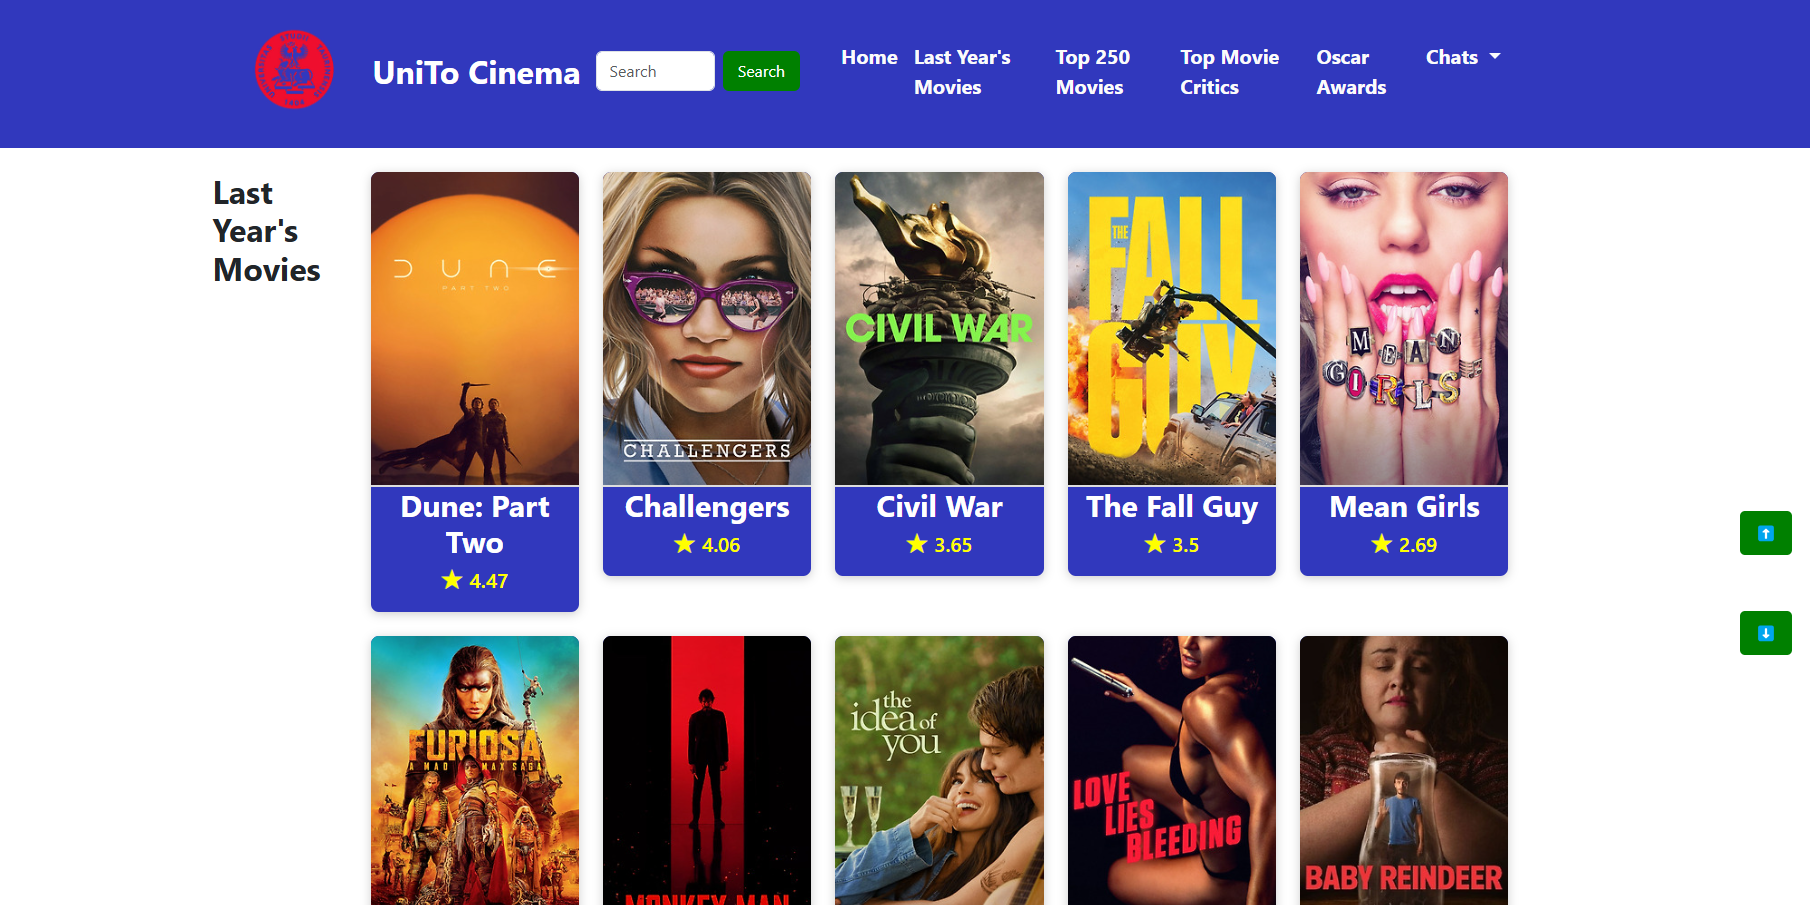 UniTo Cinema
Search
Search
Home
Last Year's
Movies
Top 250
Movies
Top Movie
Critics
Oscar
Awards
Chats
Last
Year's
Movies
DUNE
PART TWO
CHALLENGERS
CIVIL WAR
THE
FALL
GUY
MEAN
GIRLS
Dune: Part
Two
★ 4.47
Challengers
★ 4.06
Civil War
★ 3.65
The Fall Guy
★ 3.5
Mean Girls
★ 2.69
FURIOSA
A MAD MAX SAGA
MONKEY MAN
the
idea of
you
LOVE
LIES
BLEEDING
BABY REINDEER